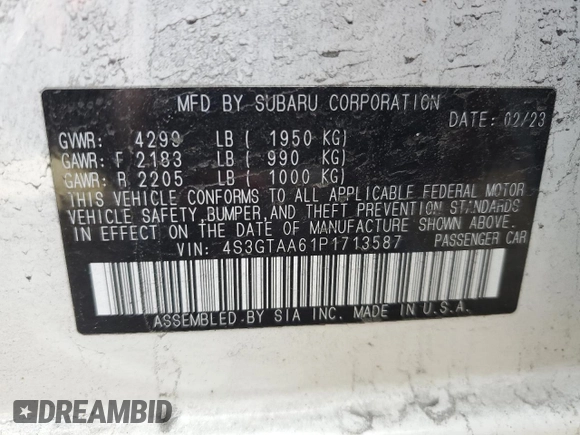 MFD BY SUBARU CORPORATION
DATE: 02/23
GVWR: 4299 LB ( 1950 KG)
GAWR: F 2183 LB ( 990 KG)
GAWR: R 2205 LB ( 1000 KG)
THIS VEHICLE CONFORMS TO ALL APPLICABLE FEDERAL MOTOR
VEHICLE SAFETY,BUMPER,AND THEFT PREVENTION STANDARDS
IN EFFECT ON THE DATE OF MANUFACTURE SHOWN ABOVE.
VIN: 4S3GTAA61P1713587 PASSENGER CAR
ASSEMBLED BY SIA INC. MADE IN U.S.A.
DREAMBID